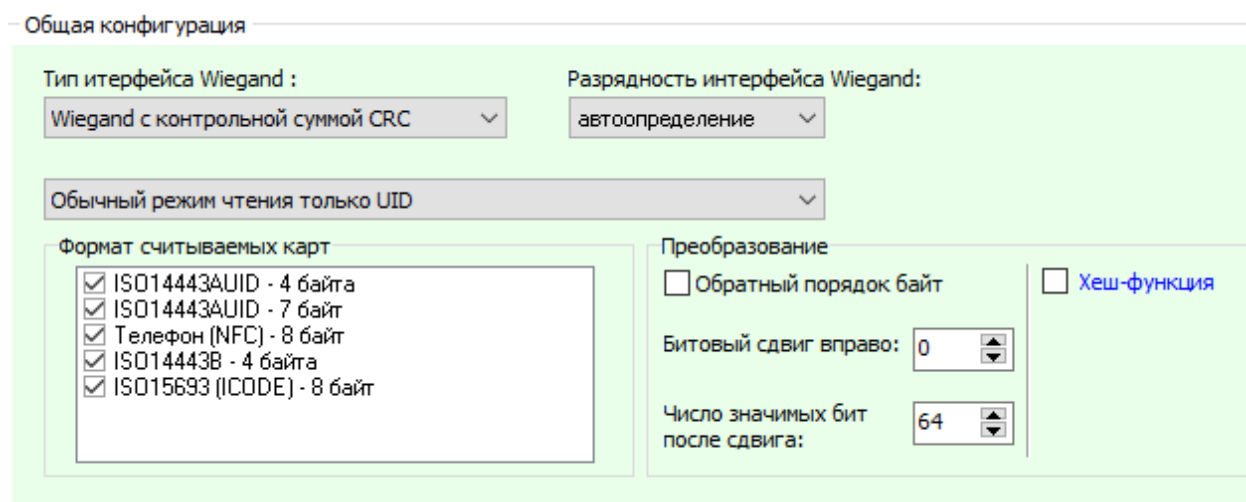 Общая конфигурация
Тип итерфейса Wiegand :
Разрядность интерфейса Wiegand:
Wiegand с контрольной суммой CRC
автоопределение
Обычный режим чтения только UID
Формат считываемых карт
ISO14443AUID - 4 байта
ISO14443AUID - 7 байт
Телефон (NFC) - 8 байт
ISO14443B - 4 байта
ISO15693 (ICODE) - 8 байт
Преобразование
Обратный порядок байт
Хеш-функция
Битовый сдвиг вправо: 0
Число значимых бит
после сдвига:
64